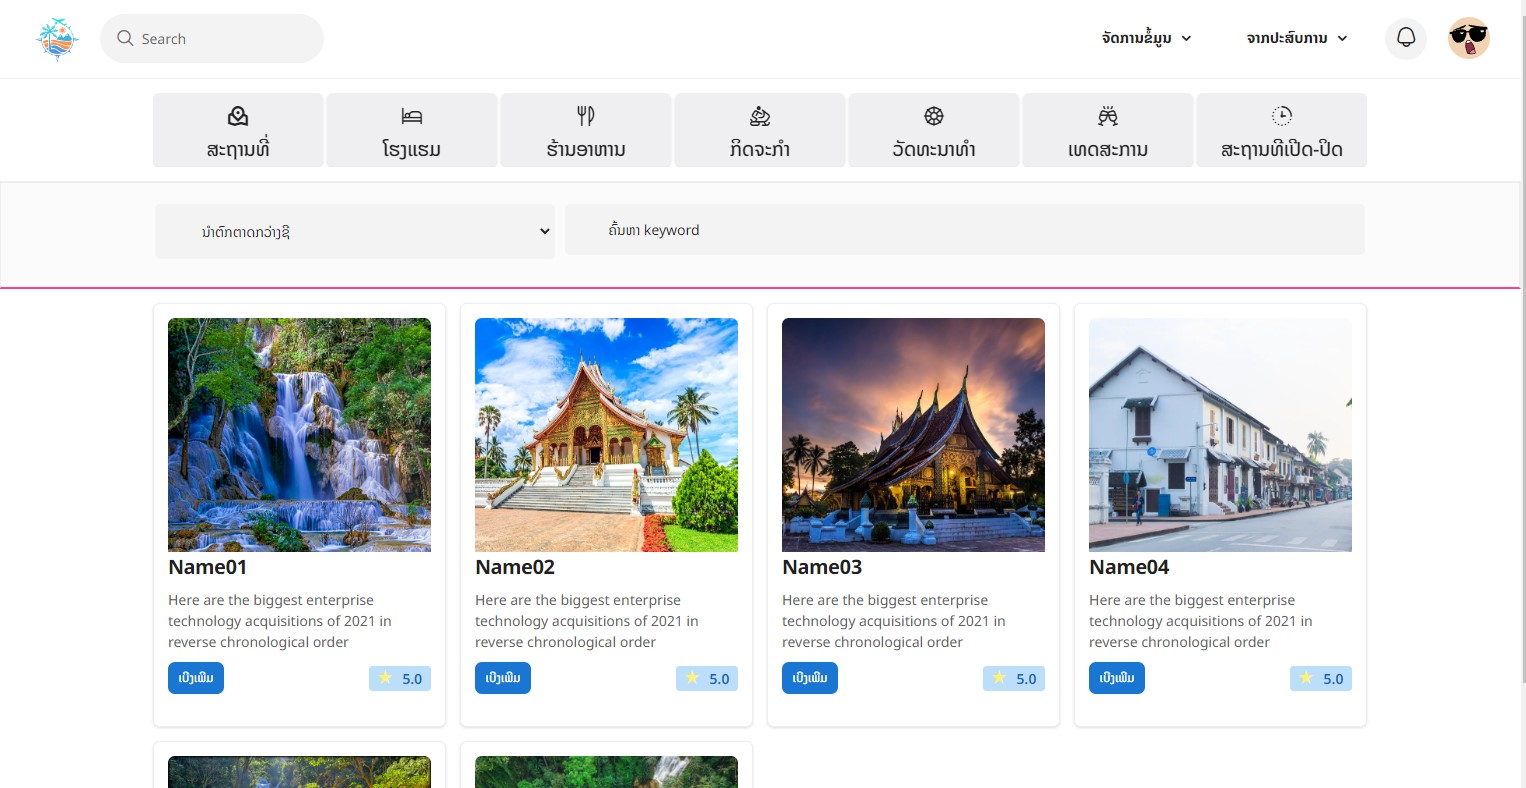 Search
ຈັດການຂໍ້ມູນ
ຈາກປະສົບການ
ສະຖານທີ່
ໂຮງແຮມ
ຮ້ານອາຫານ
ກິດຈະກຳ
ວັດທະນາທຳ
ເທດສະການ
ສະຖານທີເປີດ-ປິດ
ນ້ຳຕົກຕາດກວ່າງຊີ
ຄົ້ນຫາ keyword
Name01
Here are the biggest enterprise
technology acquisitions of 2021 in
reverse chronological order
ເບິ່ງເພີ່ມ
5.0
Name02
Here are the biggest enterprise
technology acquisitions of 2021 in
reverse chronological order
ເບິ່ງເພີ່ມ
5.0
Name03
Here are the biggest enterprise
technology acquisitions of 2021 in
reverse chronological order
ເບິ່ງເພີ່ມ
5.0
Name04
Here are the biggest enterprise
technology acquisitions of 2021 in
reverse chronological order
ເບິ່ງເພີ່ມ
5.0